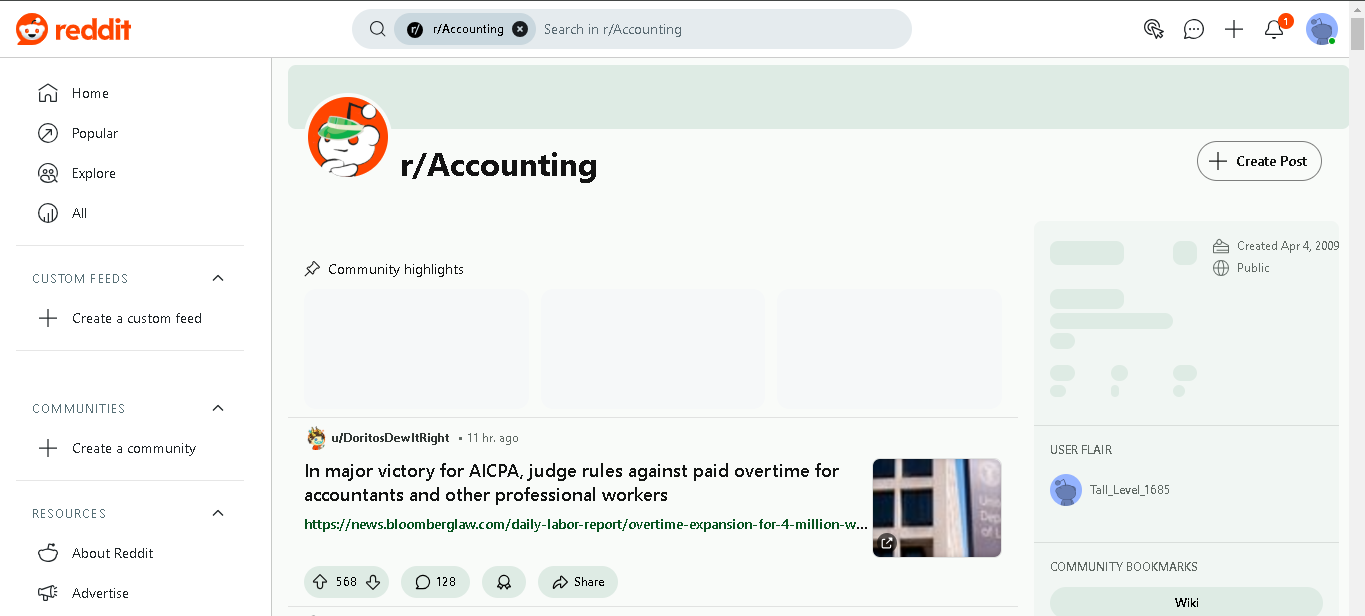 reddit
r/Accounting
Search in r/Accounting
1
Home
Popular
Explore
All
CUSTOM FEEDS
Create a custom feed
COMMUNITIES
Create a community
RESOURCES
About Reddit
Advertise
r/Accounting
Create Post
Community highlights
u/DoritosDewItRight • 11 hr. ago
In major victory for AICPA, judge rules against paid overtime for
accountants and other professional workers
https://news.bloomberglaw.com/daily-labor-report/overtime-expansion-for-4-million-w...
568
128
Share
Created Apr 4, 2009
Public
USER FLAIR
Tall_Level_1685
COMMUNITY BOOKMARKS
Wiki